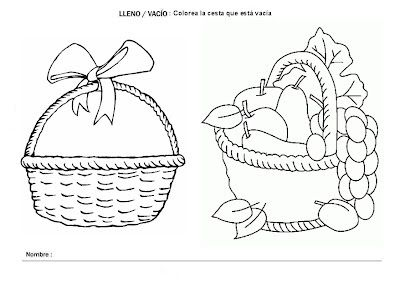 LLENO / VACÍO : Colorea la cesta que está vacía
Nombre :